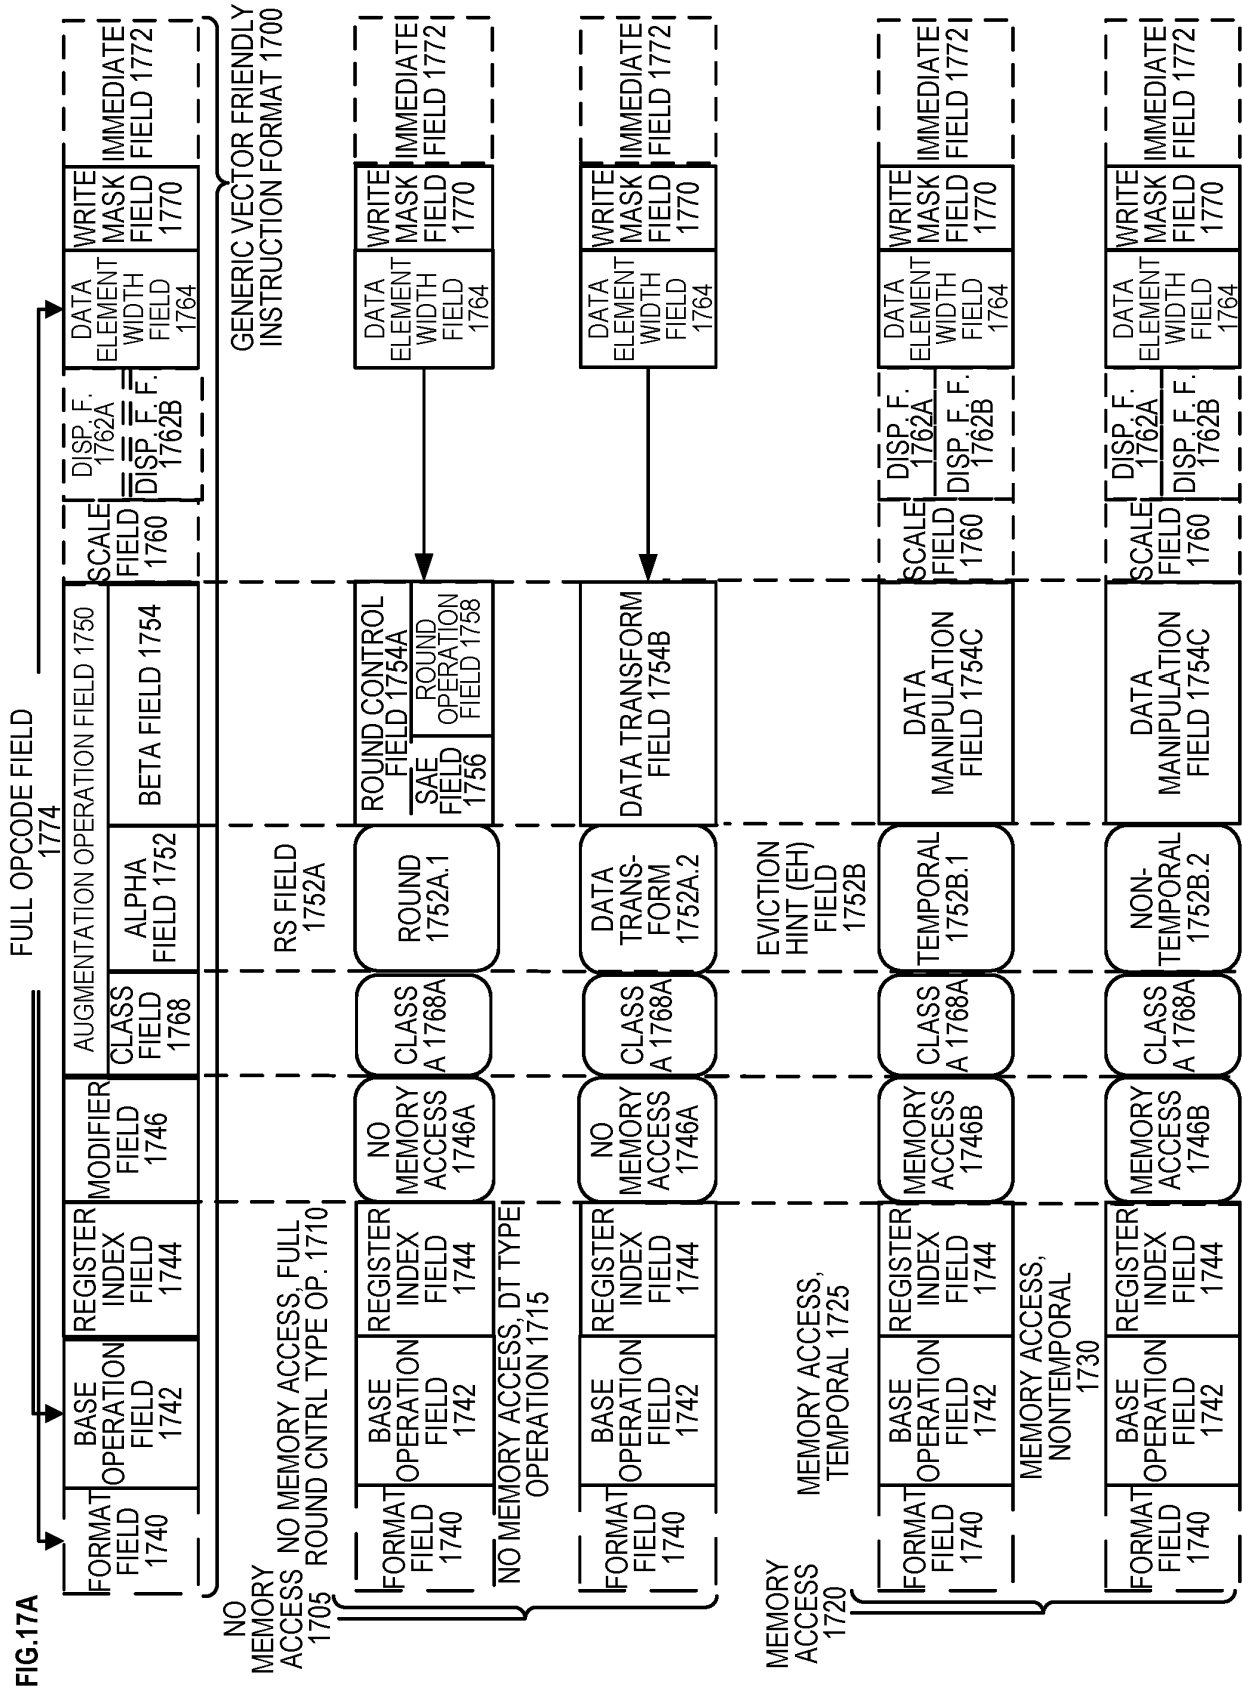 FIG.17A
FULL OPCODE FIELD
1774
FORMAT
FIELD
1740
BASE
OPERATION
FIELD
1742
REGISTER
INDEX
FIELD
1744
MODIFIER
FIELD
1746
AUGMENTATION OPERATION FIELD 1750
CLASS
FIELD
1768
ALPHA
FIELD 1752
BETA FIELD 1754
SCALE
FIELD
1760
DISP. F.
1762A
DISP. F. F.
1762B
DATA
ELEMENT
WIDTH
FIELD
1764
WRITE
MASK
FIELD
1770
IMMEDIATE
FIELD 1772
GENERIC VECTOR FRIENDLY
INSTRUCTION FORMAT 1700
NO
MEMORY
ACCESS
1705
NO MEMORY ACCESS, FULL
ROUND CNTRL TYPE OP. 1710
RS FIELD
1752A
FORMAT
FIELD
1740
BASE
OPERATION
FIELD
1742
REGISTER
INDEX
FIELD
1744
NO
MEMORY
ACCESS
1746A
CLASS
A 1768A
ROUND
1752A.1
ROUND CONTROL
FIELD 1754A
SAE
FIELD
1756
ROUND
OPERATION
FIELD 1758
DATA
ELEMENT
WIDTH
FIELD
1764
WRITE
MASK
FIELD
1770
IMMEDIATE
FIELD 1772
NO MEMORY ACCESS, DT TYPE
OPERATION 1715
FORMAT
FIELD
1740
BASE
OPERATION
FIELD
1742
REGISTER
INDEX
FIELD
1744
NO
MEMORY
ACCESS
1746A
CLASS
A 1768A
DATA
TRANS-
FORM
1752A.2
DATA TRANSFORM
FIELD 1754B
DATA
ELEMENT
WIDTH
FIELD
1764
WRITE
MASK
FIELD
1770
IMMEDIATE
FIELD 1772
MEMORY
ACCESS
1720
MEMORY ACCESS,
TEMPORAL 1725
EVICTION
HINT (EH)
FIELD
1752B
FORMAT
FIELD
1740
BASE
OPERATION
FIELD
1742
REGISTER
INDEX
FIELD
1744
MEMORY
ACCESS
1746B
CLASS
A 1768A
TEMPORAL
1752B.1
DATA
MANIPULATION
FIELD 1754C
SCALE
FIELD
1760
DISP. F.
1762A
DISP. F. F.
1762B
DATA
ELEMENT
WIDTH
FIELD
1764
WRITE
MASK
FIELD
1770
IMMEDIATE
FIELD 1772
MEMORY ACCESS,
NONTEMPORAL
1730
FORMAT
FIELD
1740
BASE
OPERATION
FIELD
1742
REGISTER
INDEX
FIELD
1744
MEMORY
ACCESS
1746B
CLASS
A 1768A
NON-
TEMPORAL
1752B.2
DATA
MANIPULATION
FIELD 1754C
SCALE
FIELD
1760
DISP. F.
1762A
DISP. F. F.
1762B
DATA
ELEMENT
WIDTH
FIELD
1764
WRITE
MASK
FIELD
1770
IMMEDIATE
FIELD 1772